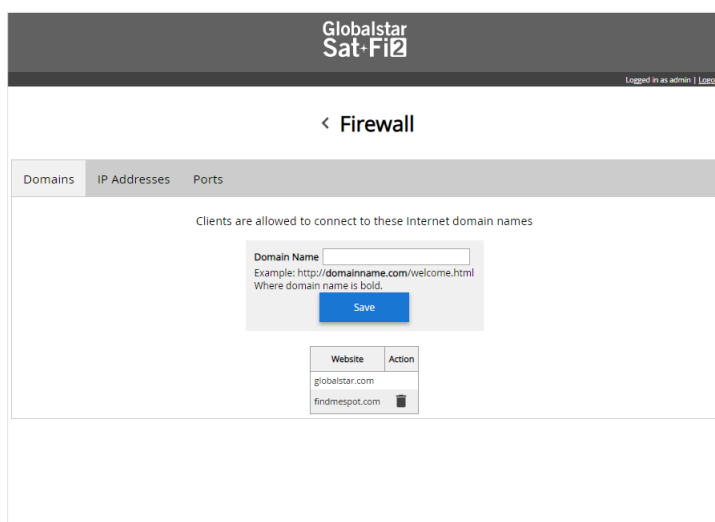 Globalstar
Sat-Fi2
Logged in as admin | Logo
Firewall
Domains IP Addresses Ports
Clients are allowed to connect to these Internet domain names
Domain Name
Example: http://domainname.com/welcome.html
Where domain name is bold.
Save
Website Action
globalstar.com
findmespot.com